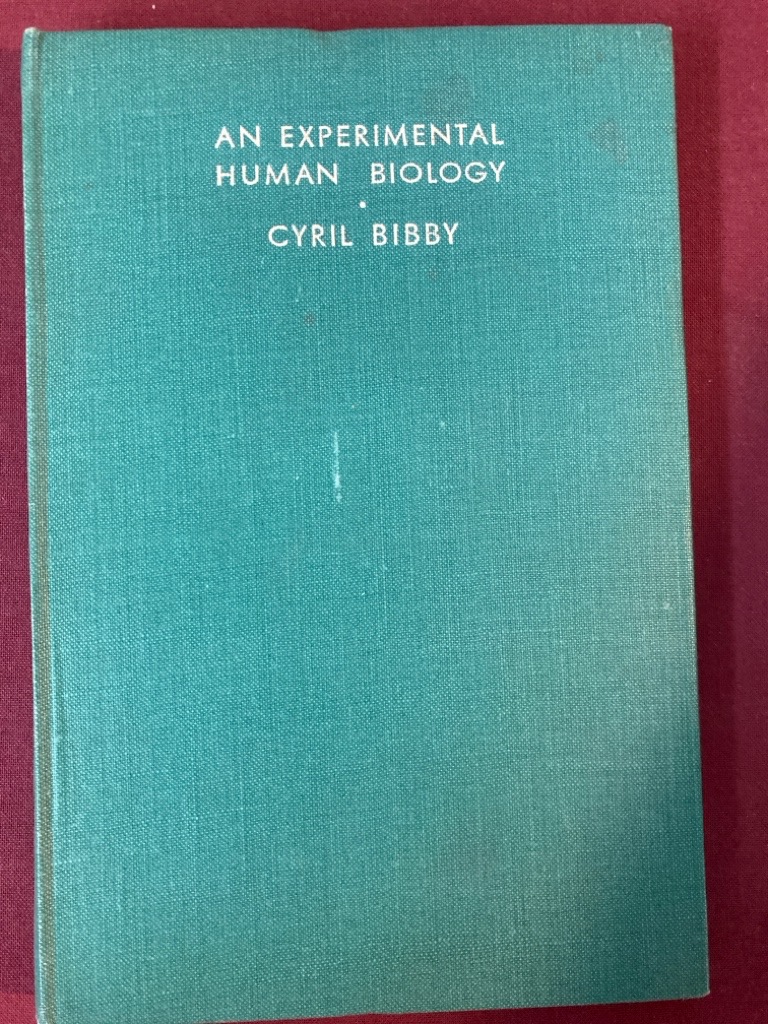 AN EXPERIMENTAL
HUMAN BIOLOGY
·
CYRIL BIBBY